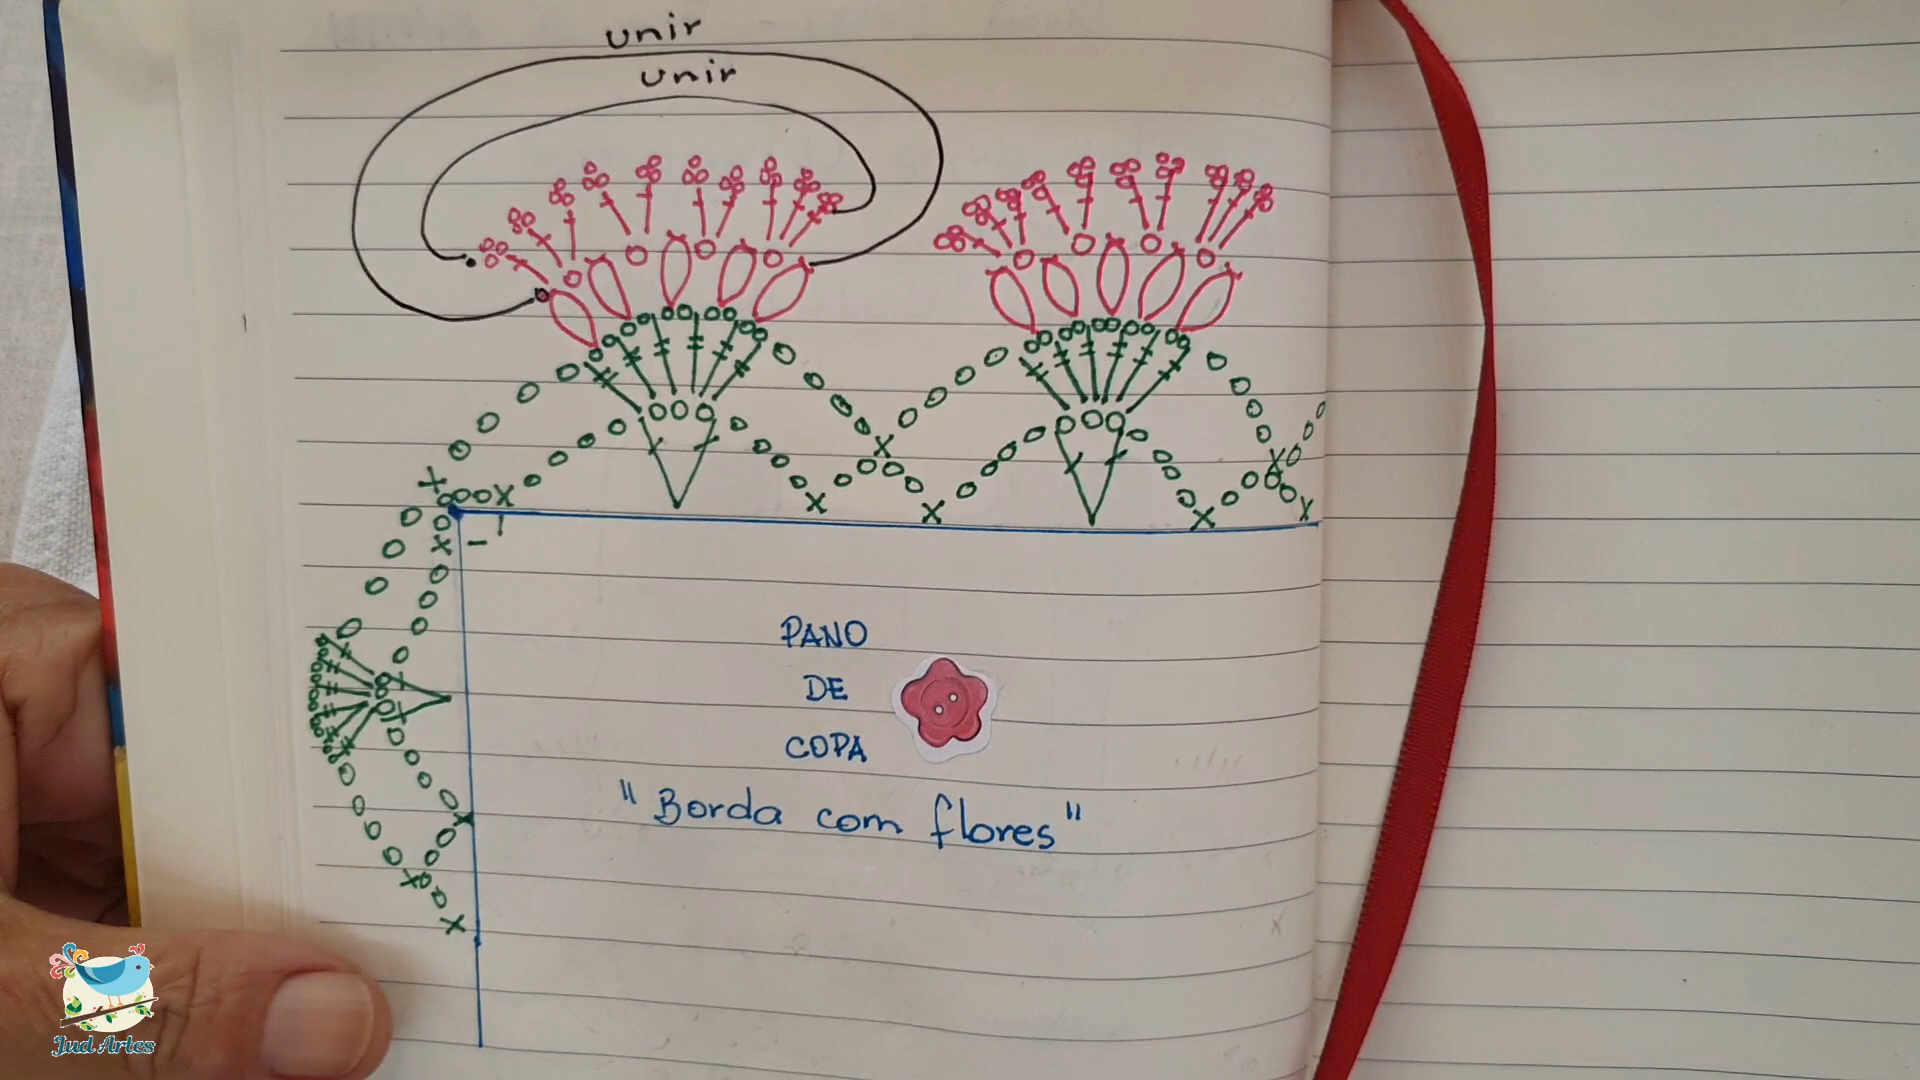 unir
unir
PANO
DE
COPA
"Borda com flores"
Jud Artes